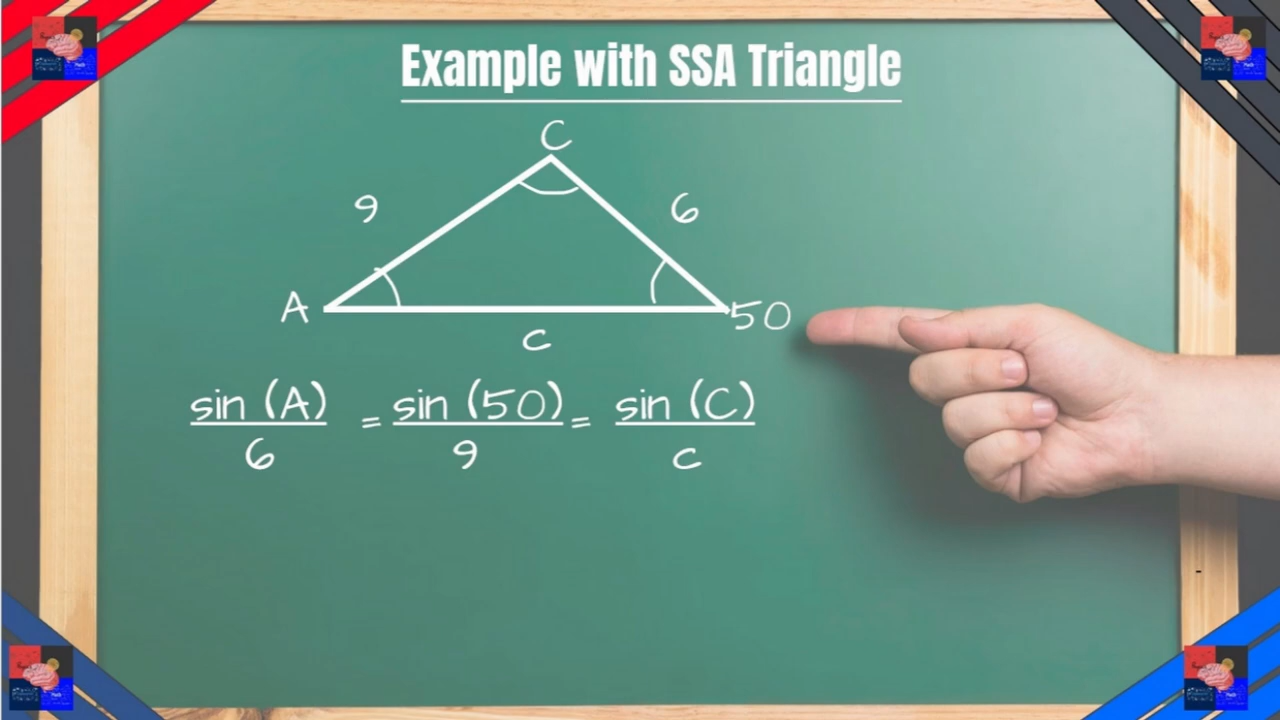 Example with SSA Triangle
C
9
6
A
50
c
sin (A) = sin (50) = sin (C)
6 9 c